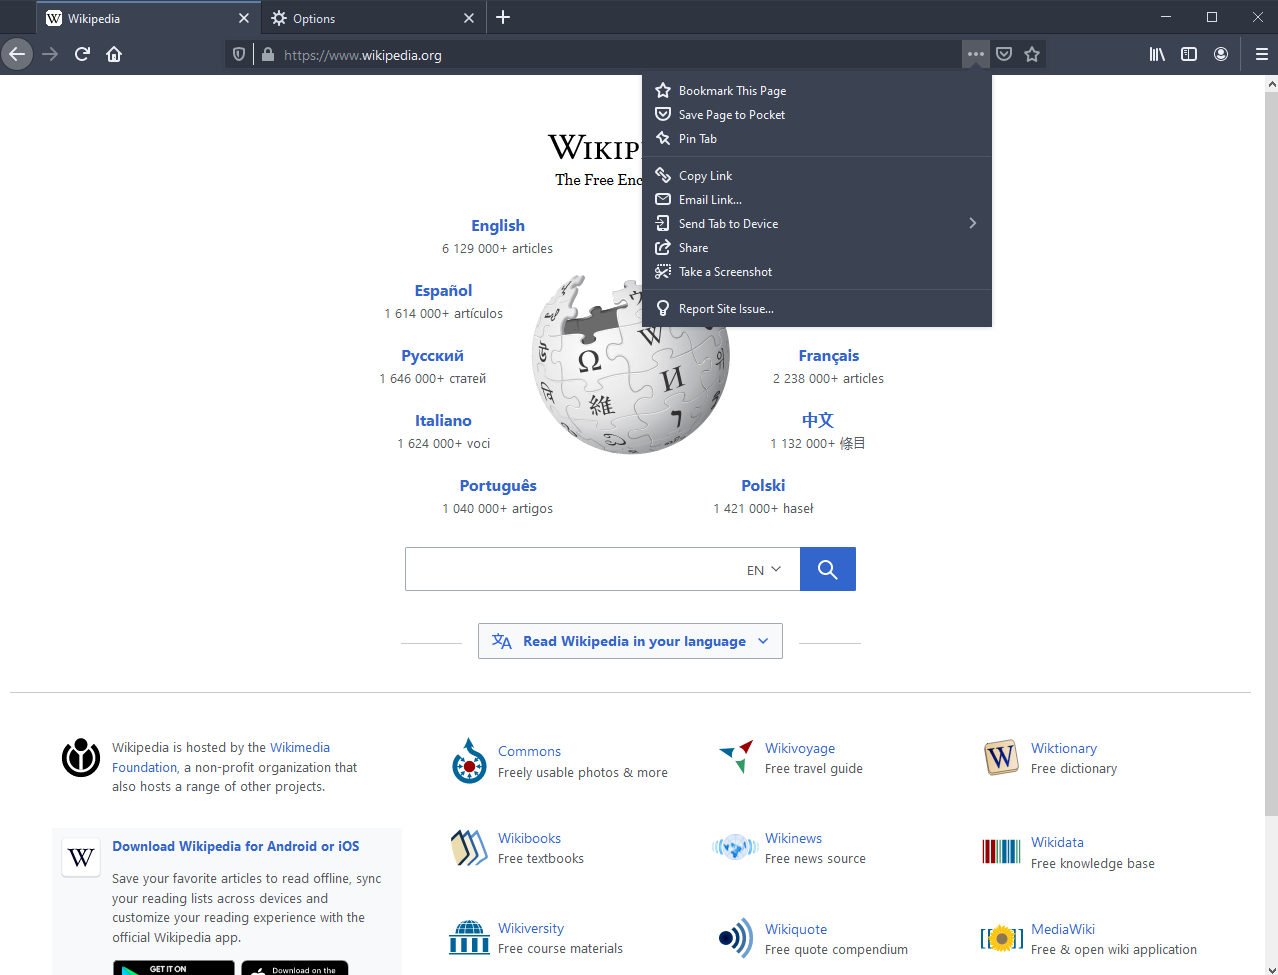 Wikipedia
Options
https://www.wikipedia.org
Bookmark This Page
Save Page to Pocket
Pin Tab
Copy Link
Email Link...
Send Tab to Device
Share
Take a Screenshot
Report Site Issue...
WIKIP
The Free Enc
English
6 129 000+ articles
Español
1 614 000+ artículos
Русский
1 646 000+ статей
Français
2 238 000+ articles
Italiano
1 624 000+ voci
中文
1 132 000+ 條目
Português
1 040 000+ artigos
Polski
1 421 000+ haseł
Ω
W
И
維
EN
Read Wikipedia in your language
Wikipedia is hosted by the Wikimedia
Foundation, a non-profit organization that
also hosts a range of other projects.
Commons
Freely usable photos & more
Wikivoyage
Free travel guide
W
Wiktionary
Free dictionary
W
Download Wikipedia for Android or iOS
Save your favorite articles to read offline, sync
your reading lists across devices and
customize your reading experience with the
official Wikipedia app.
GET IT ON
Download on the
Wikibooks
Free textbooks
Wikinews
Free news source
Wikidata
Free knowledge base
Wikiversity
Free course materials
Wikiquote
Free quote compendium
MediaWiki
Free & open wiki application